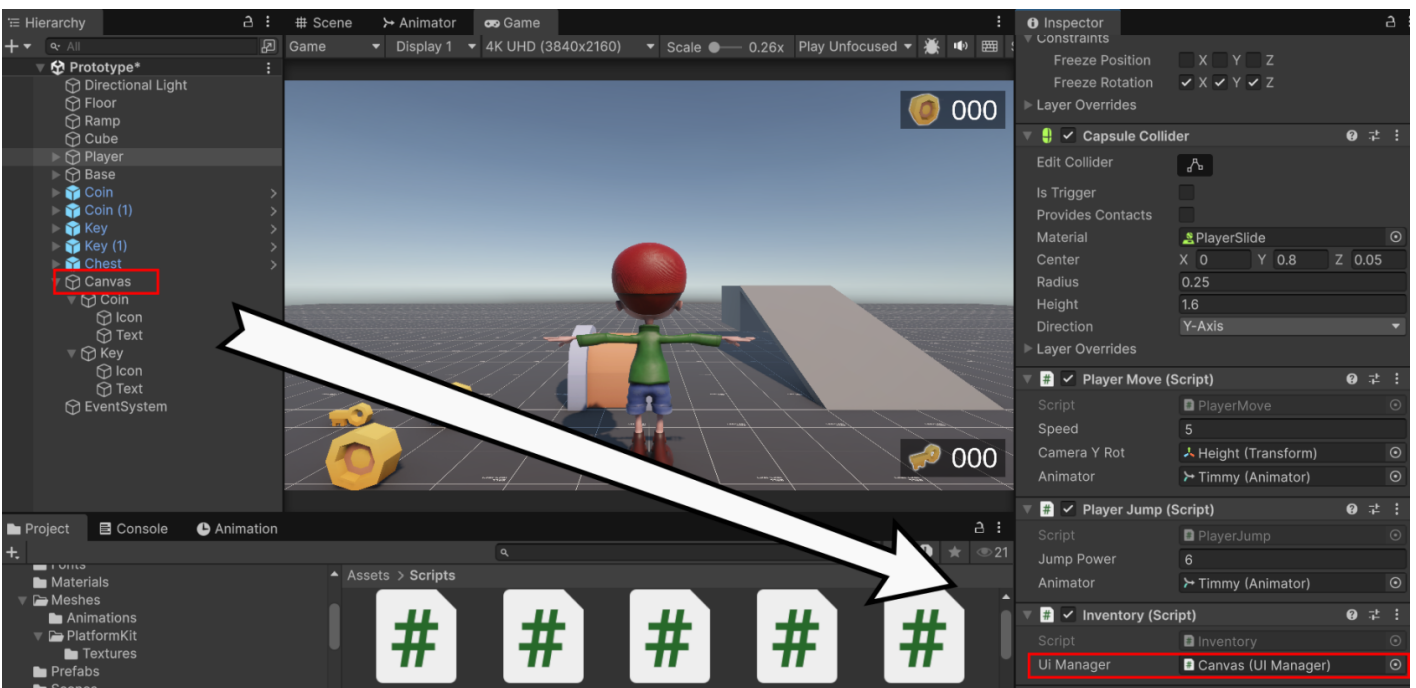 Hierarchy
All
Prototype*
Directional Light
Floor
Ramp
Cube
Player
Base
Coin
Coin (1)
Key
Key (1)
Chest
Canvas
Coin
Icon
Text
Key
Icon
Text
EventSystem
# Scene
Animator
Game
Game
Display 1
4K UHD (3840x2160)
Scale
0.26x
Play Unfocused
000
000
Project
Console
Animation
21
Fonts
Materials
Meshes
Animations
PlatformKit
Textures
Prefabs
Scenes
Assets > Scripts
#
#
#
#
#
Inspector
Constraints
Freeze Position X Y Z
Freeze Rotation X Y Z
Layer Overrides
Capsule Collider
Edit Collider
Is Trigger
Provides Contacts
Material PlayerSlide
Center X 0 Y 0.8 Z 0.05
Radius 0.25
Height 1.6
Direction Y-Axis
Layer Overrides
# Player Move (Script)
Script # PlayerMove
Speed 5
Camera Y Rot Height (Transform)
Animator Timmy (Animator)
# Player Jump (Script)
Script # PlayerJump
Jump Power 6
Animator Timmy (Animator)
# Inventory (Script)
Script # Inventory
Ui Manager # Canvas (UI Manager)